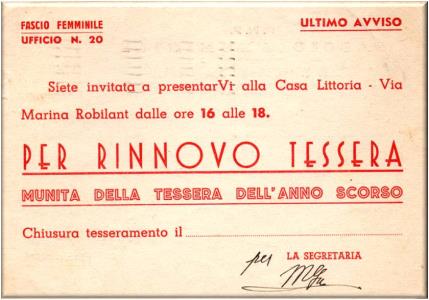 FASCIO FEMMINILE
UFFICIO N. 20
ULTIMO AVVISO
Siete invitata a presentarVi alla Casa Littoria - Via
Marina Robilant dalle ore 16 alle 18.
PER RINNOVO TESSERA
MUNITA DELLA TESSERA DELL'ANNO SCORSO
Chiusura tesseramento il
per LA SEGRETARIA